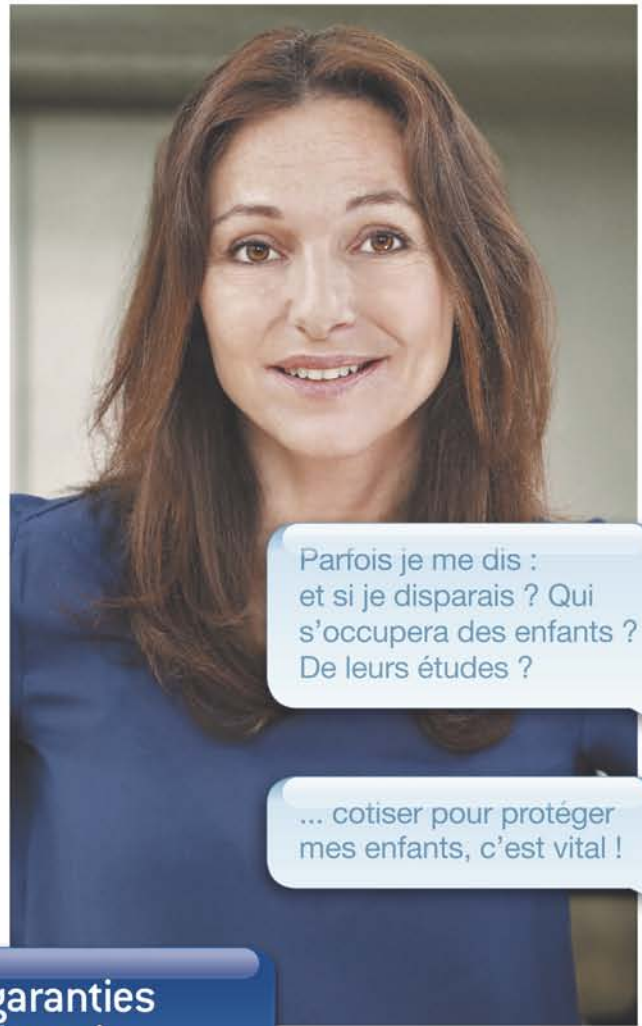 Parfois je me dis :
et si je disparais ? Qui
s’occupera des enfants ?
De leurs études ?
... cotiser pour protéger
mes enfants, c’est vital !
garanties